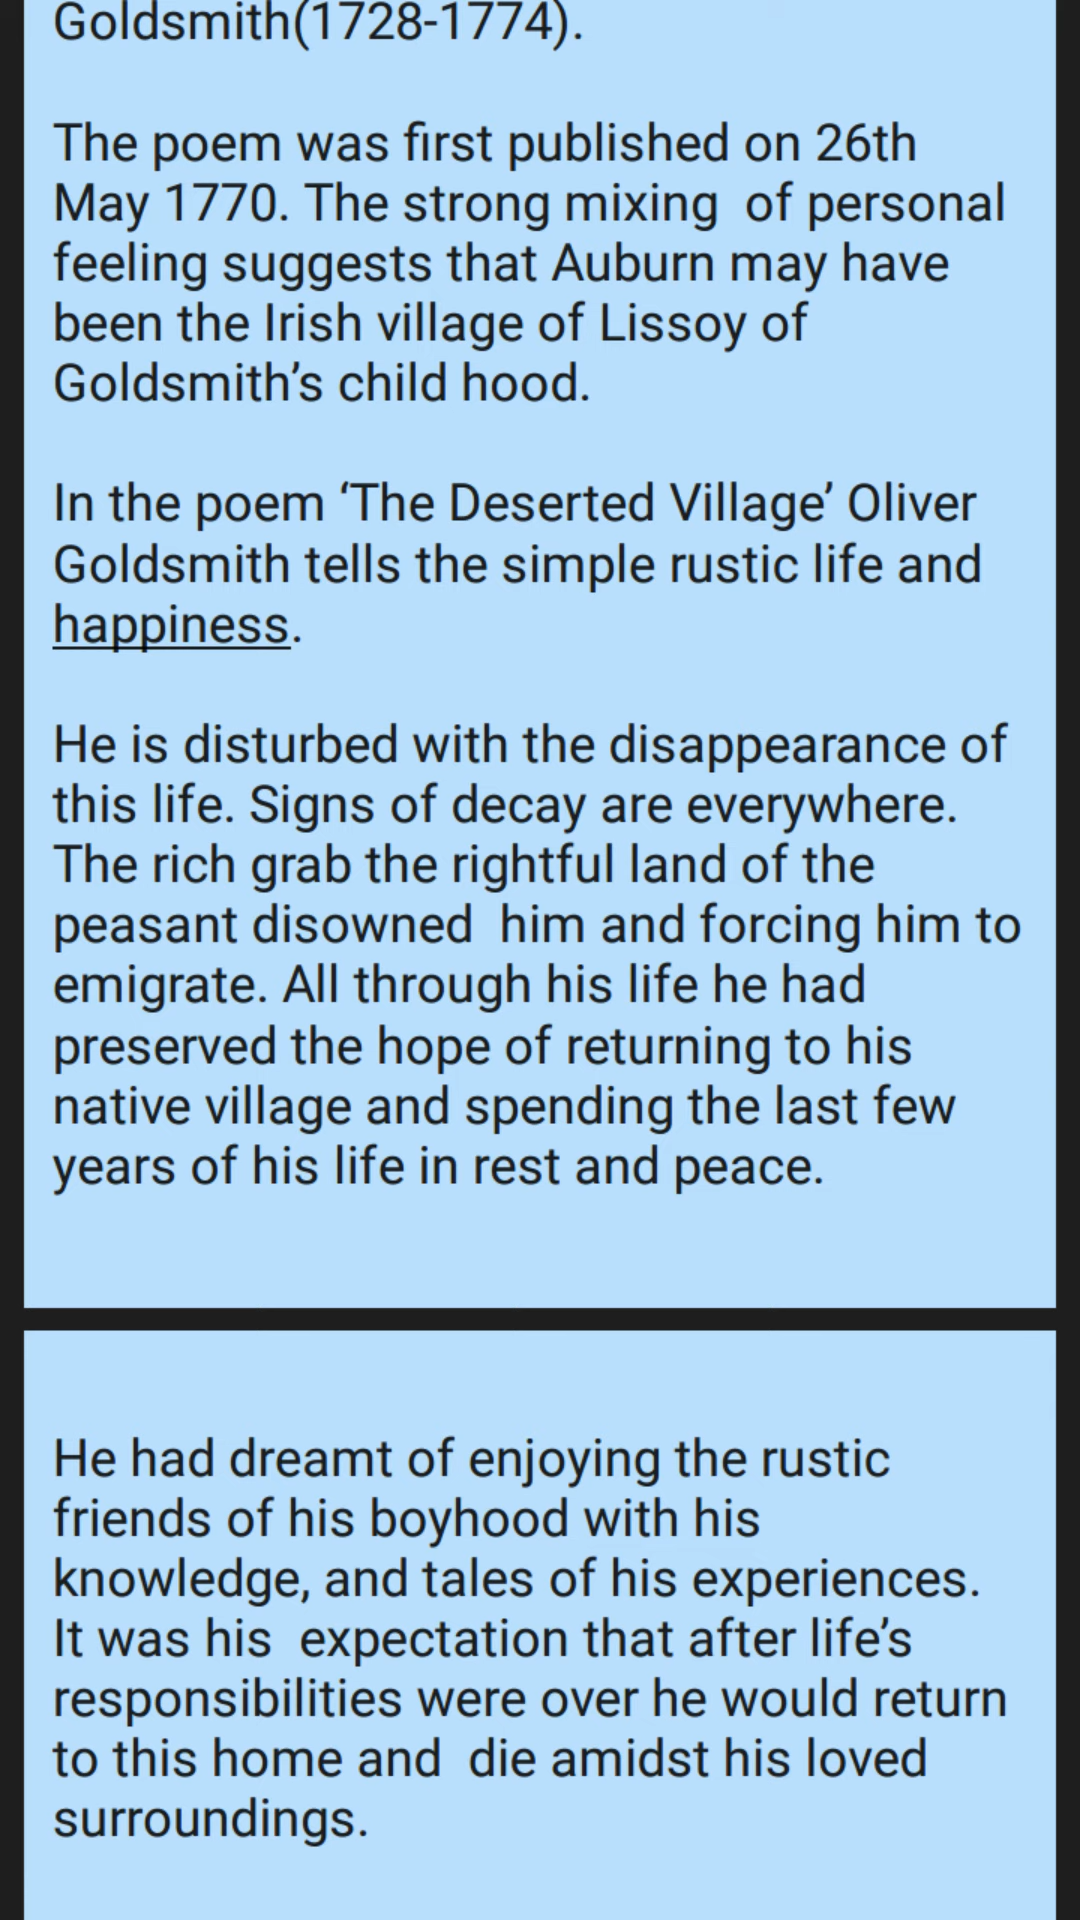 Goldsmith(1728-1774).
The poem was first published on 26th
May 1770. The strong mixing  of personal
feeling suggests that Auburn may have
been the Irish village of Lissoy of
Goldsmith’s child hood.
In the poem ‘The Deserted Village’ Oliver
Goldsmith tells the simple rustic life and
happiness.
He is disturbed with the disappearance of
this life. Signs of decay are everywhere.
The rich grab the rightful land of the
peasant disowned  him and forcing him to
emigrate. All through his life he had
preserved the hope of returning to his
native village and spending the last few
years of his life in rest and peace.
He had dreamt of enjoying the rustic
friends of his boyhood with his
knowledge, and tales of his experiences.
It was his  expectation that after life’s
responsibilities were over he would return
to this home and  die amidst his loved
surroundings.